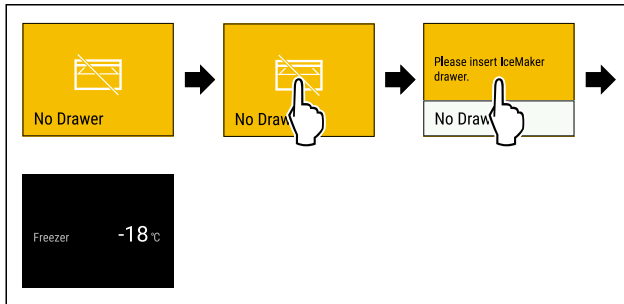 No Drawer
No Draw
Please insert IceMaker
drawer.
No Draw
Freezer -18 °C